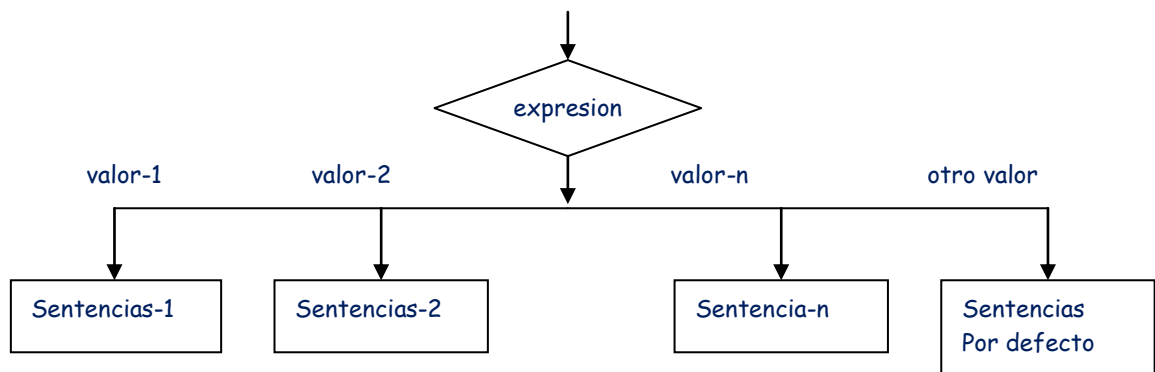 expresion
valor-1
valor-2
valor-n
otro valor
Sentencias-1
Sentencias-2
Sentencia-n
Sentencias
Por defecto